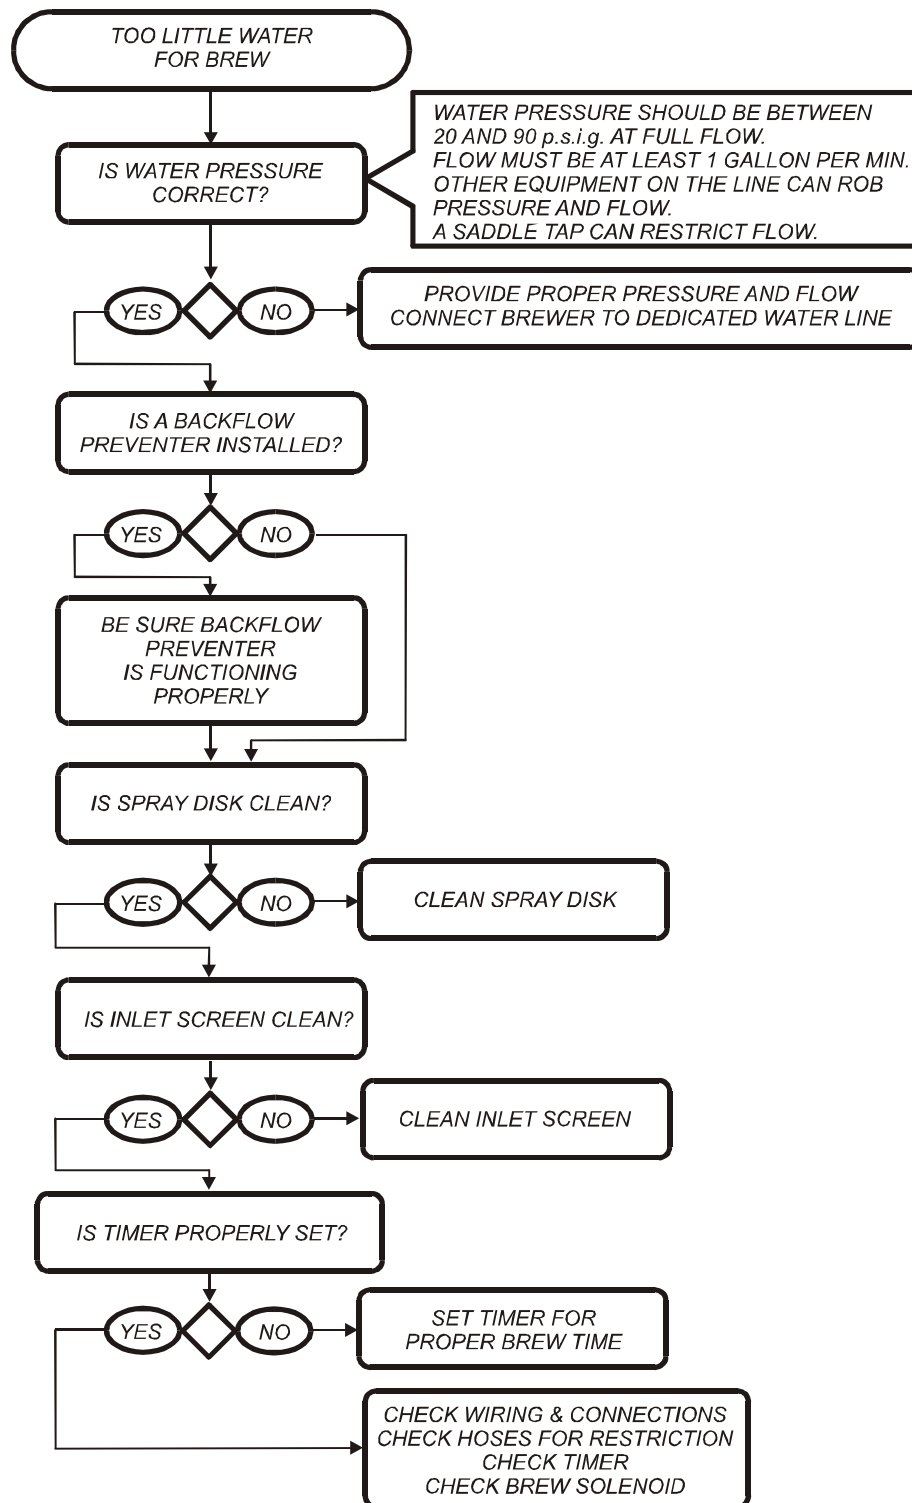 TOO LITTLE WATER
FOR BREW
IS WATER PRESSURE
CORRECT?
WATER PRESSURE SHOULD BE BETWEEN
20 AND 90 p.s.i.g. AT FULL FLOW.
FLOW MUST BE AT LEAST 1 GALLON PER MIN.
OTHER EQUIPMENT ON THE LINE CAN ROB
PRESSURE AND FLOW.
A SADDLE TAP CAN RESTRICT FLOW.
YES
NO
PROVIDE PROPER PRESSURE AND FLOW
CONNECT BREWER TO DEDICATED WATER LINE
IS A BACKFLOW
PREVENTER INSTALLED?
YES
NO
BE SURE BACKFLOW
PREVENTER
IS FUNCTIONING
PROPERLY
IS SPRAY DISK CLEAN?
YES
NO
CLEAN SPRAY DISK
IS INLET SCREEN CLEAN?
YES
NO
CLEAN INLET SCREEN
IS TIMER PROPERLY SET?
YES
NO
SET TIMER FOR
PROPER BREW TIME
CHECK WIRING & CONNECTIONS
CHECK HOSES FOR RESTRICTION
CHECK TIMER
CHECK BREW SOLENOID